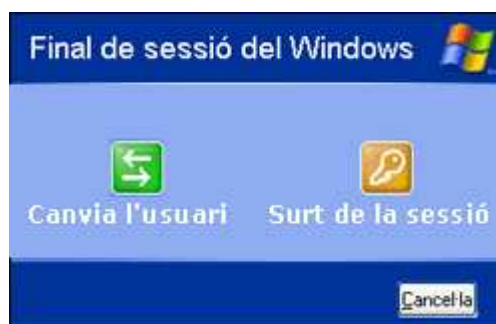 Final de sessió del Windows
Canvia l'usuari
Surt de la sessió
Cancel·la